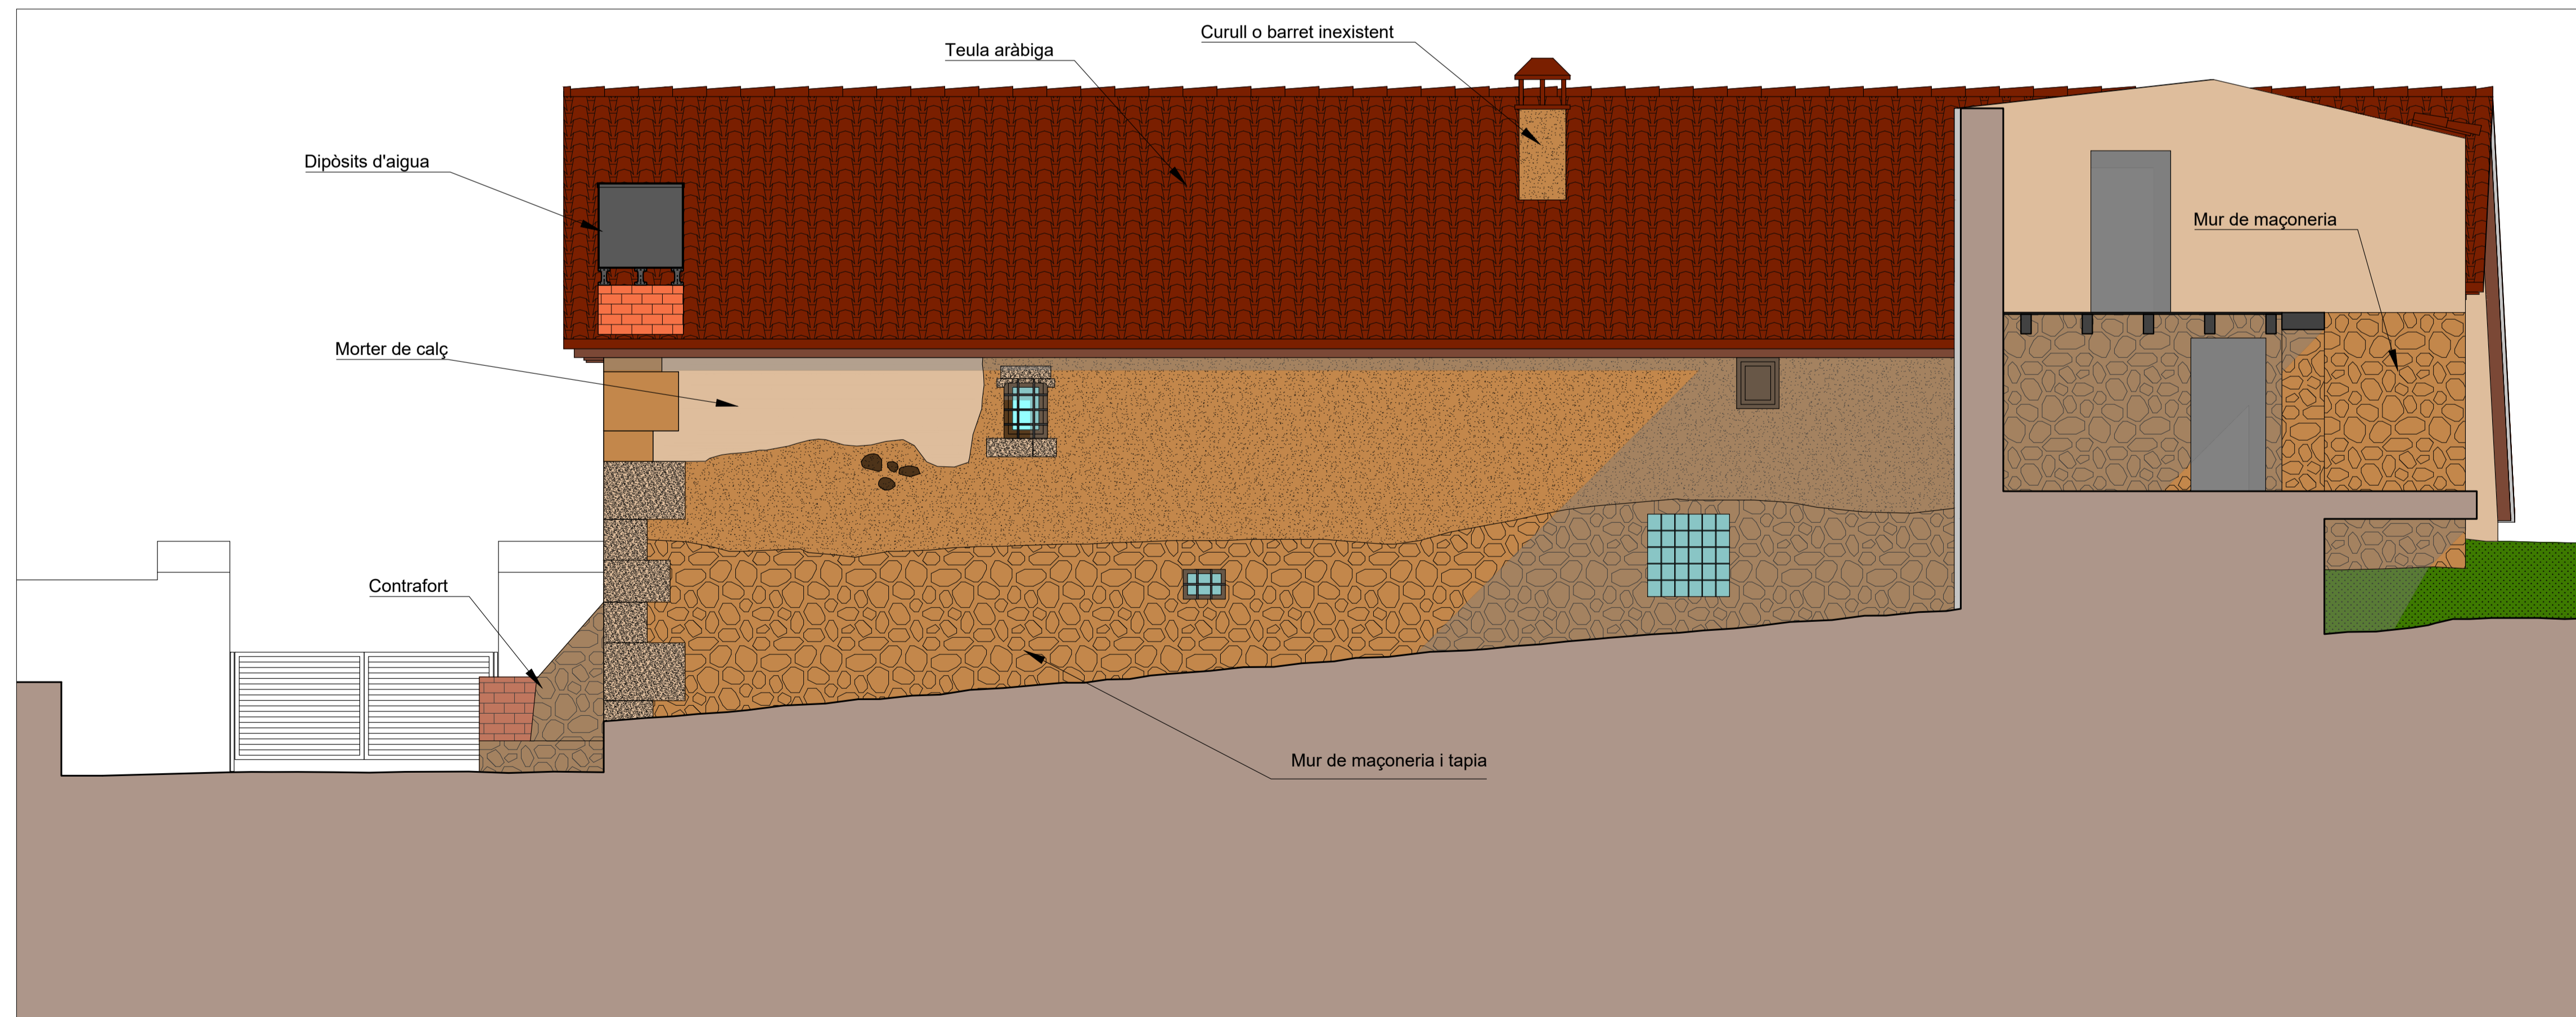 Curull o barret inexistent
Teula aràbiga
Dipòsits d'aigua
Mur de maçoneria
Morter de calç
Contrafort
Mur de maçoneria i tapia